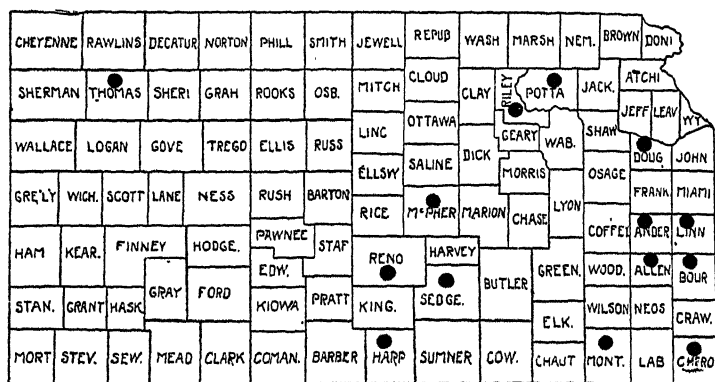 CHEYENNE RAWLINS DECATUR NORTON PHILL SMITH JEWELL REPUB WASH MARSH NEM. BROWN DONI
SHERMAN THOMAS SHERI GRAH ROOKS OSB. MITCH CLOUD CLAY RILEY POTTA JACK. ATCHI
JEFF LEAV WY
WALLACE LOGAN GOVE TREGO ELLIS RUSS LINC OTTAWA GEARY WAB. SHAW DOUG JOHN
ELLSW SALINE DICK MORRIS OSAGE
GRE'LY WICH. SCOTT LANE NESS RUSH BARTON RICE McPHER MARION CHASE LYON FRANK MIAMI
HAM KEAR. FINNEY HODGE. PAWNEE STAF RENO HARVEY COFFE ANDER LINN
EDW. BUTLER GREEN. WOOD. ALLEN BOUR
STAN. GRANT HASK. GRAY FORD KIOWA PRATT KING. SEDGE. ELK. WILSON NEOS CRAW.
MORT STEV. SEW. MEAD CLARK COMAN. BARBER HARP SUMNER COW. CHAUT MONT. LAB CHERO